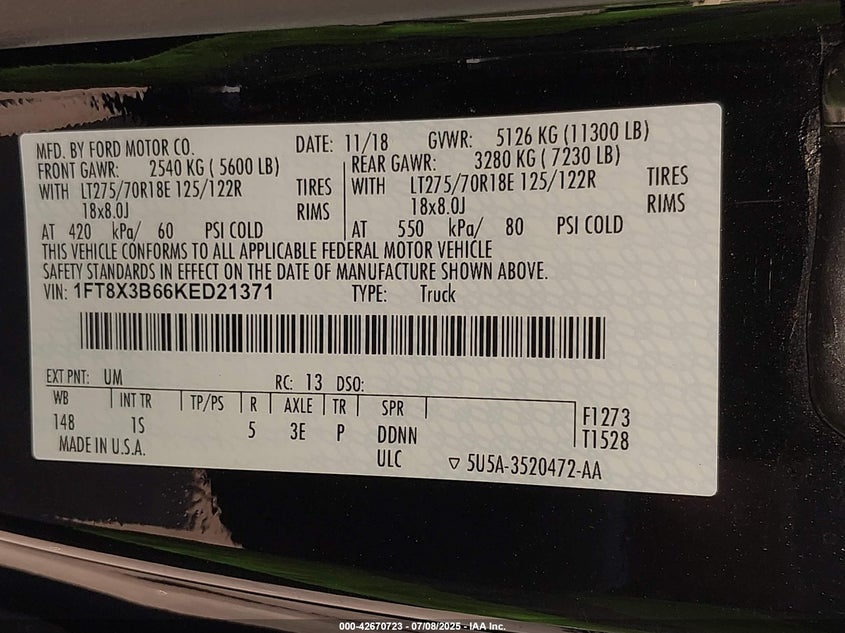 MFD. BY FORD MOTOR CO. DATE: 11/18 GVWR: 5126 KG (11300 LB)
FRONT GAWR: 2540 KG ( 5600 LB) REAR GAWR: 3280 KG ( 7230 LB)
WITH LT275/70R18E 125/122R TIRES WITH LT275/70R18E 125/122R TIRES
18x8.0J RIMS 18x8.0J RIMS
AT 420 kPa/ 60 PSI COLD AT 550 kPa/ 80 PSI COLD
THIS VEHICLE CONFORMS TO ALL APPLICABLE FEDERAL MOTOR VEHICLE
SAFETY STANDARDS IN EFFECT ON THE DATE OF MANUFACTURE SHOWN ABOVE.
VIN: 1FT8X3B66KED21371 TYPE: Truck
EXT PNT: UM RC: 13 DSO:
WB INT TR TP/PS R AXLE TR SPR F1273
148 1S 5 3E P DDNN T1528
MADE IN U.S.A. ULC ▽ 5U5A-3520472-AA
000-42670723 - 07/08/2025 - IAA Inc.